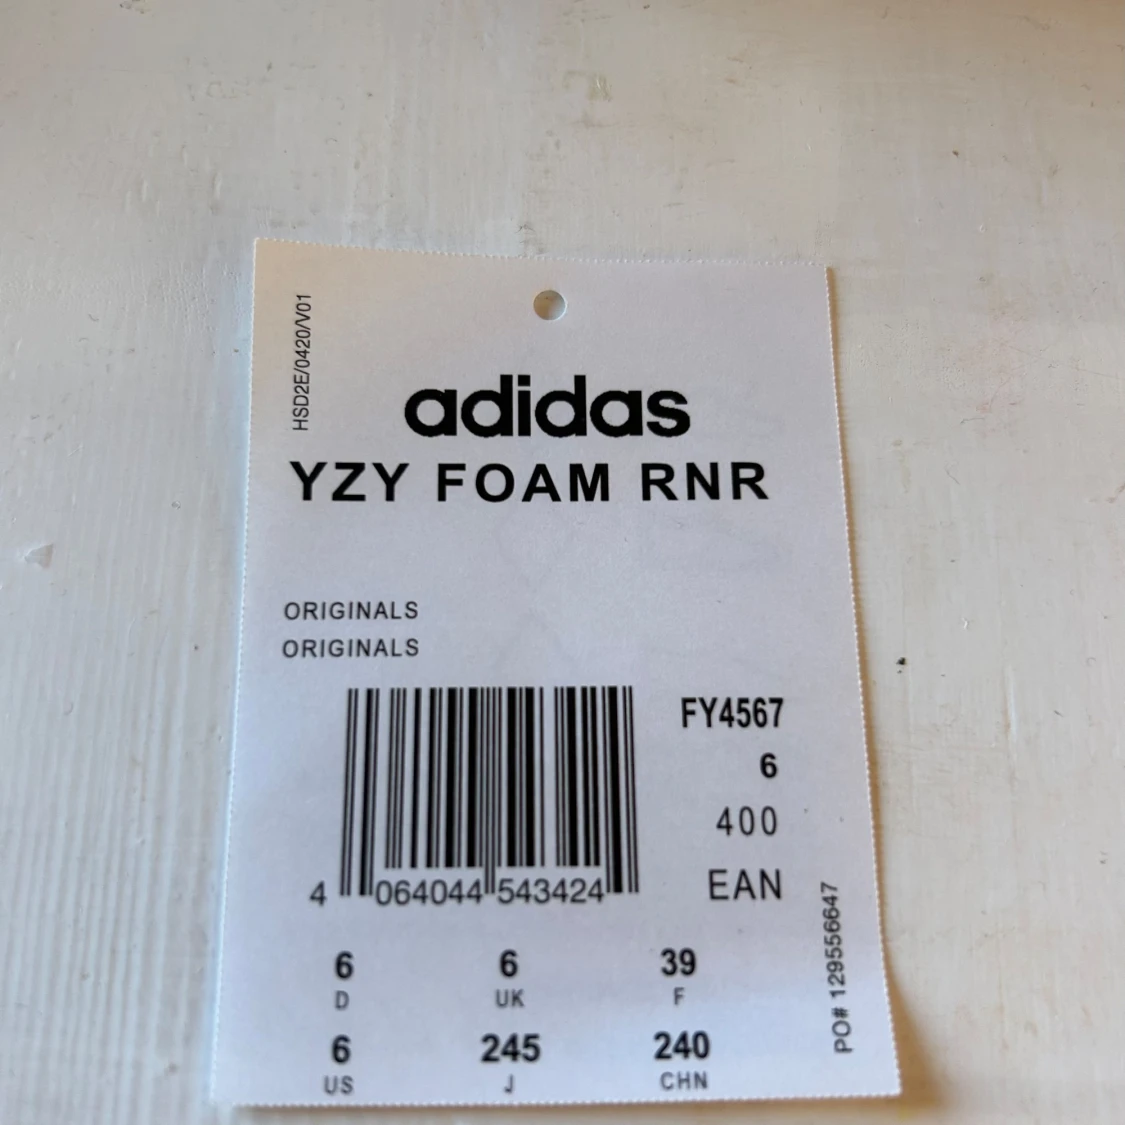 HSD2E/0420/V01
adidas
YZY FOAM RNR
ORIGINALS
ORIGINALS
FY4567
6
400
EAN
4 064044 543424
PO# 129556647
6 6 39
D UK F
6 245 240
US J CHN